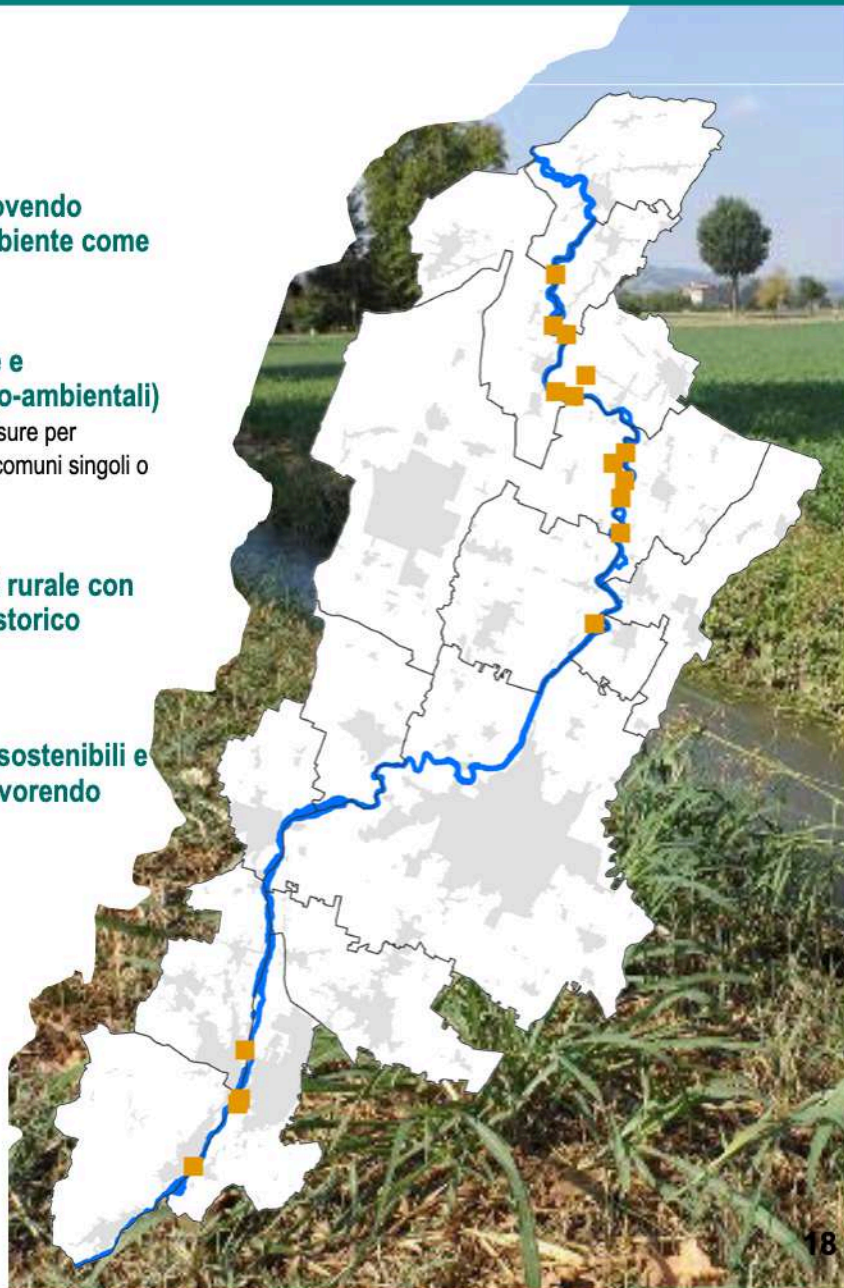 ovendo
biente come
e e
o-ambientali)
sure per
comuni singoli o
rurale con
storico
sostenibili e
vorendo
18